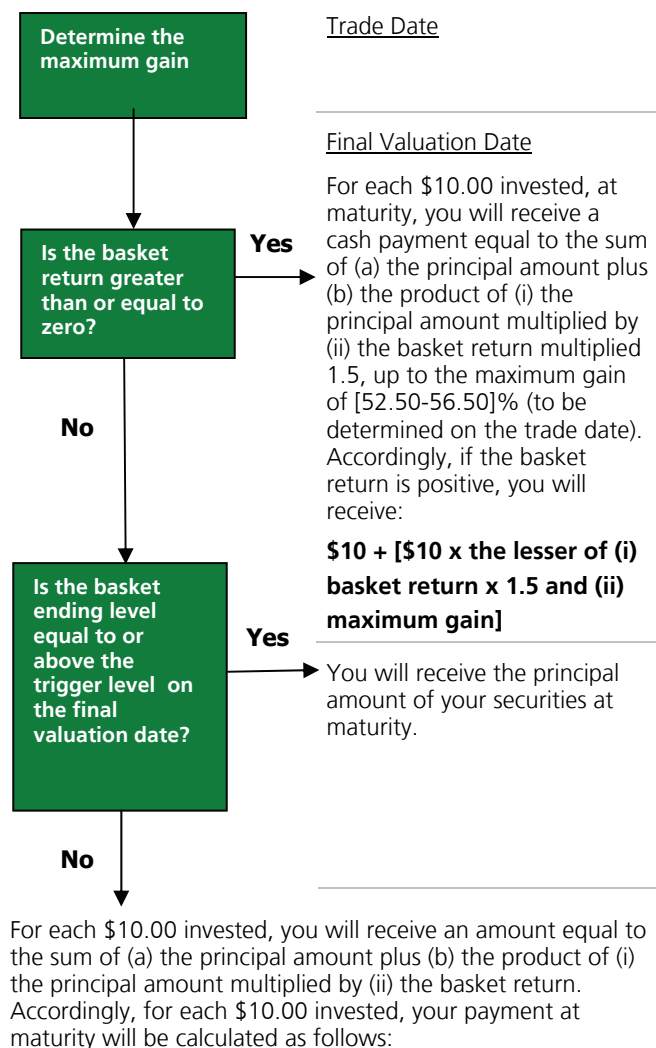 Determine the
maximum gain
Trade Date
Final Valuation Date
For each $10.00 invested, at
maturity, you will receive a
cash payment equal to the sum
of (a) the principal amount plus
(b) the product of (i) the
principal amount multiplied by
(ii) the basket return multiplied
1.5, up to the maximum gain
of [52.50-56.50]% (to be
determined on the trade date).
Accordingly, if the basket
return is positive, you will
receive:
$10 + [$10 x the lesser of (i)
basket return x 1.5 and (ii)
maximum gain]
Is the basket
return greater
than or equal to
zero?
Yes
No
Is the basket
ending level
equal to or
above the
trigger level on
the final
valuation date?
Yes
You will receive the principal
amount of your securities at
maturity.
No
For each $10.00 invested, you will receive an amount equal to
the sum of (a) the principal amount plus (b) the product of (i)
the principal amount multiplied by (ii) the basket return.
Accordingly, for each $10.00 invested, your payment at
maturity will be calculated as follows: